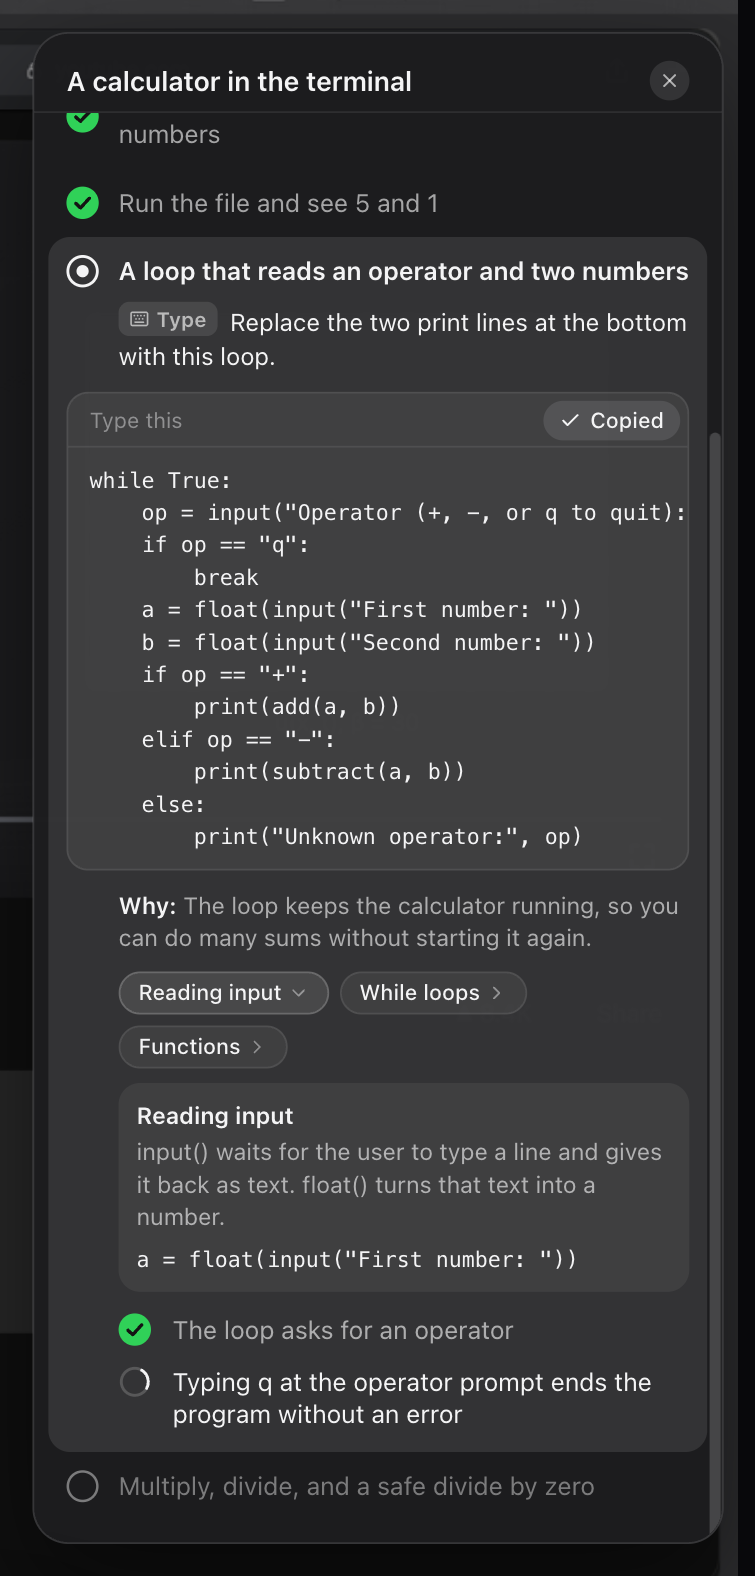 A calculator in the terminal
numbers
Run the file and see 5 and 1
A loop that reads an operator and two numbers
Type Replace the two print lines at the bottom
with this loop.
Type this
Copied
while True:
    op = input("Operator (+, −, or q to quit):
    if op == "q":
        break
    a = float(input("First number: "))
    b = float(input("Second number: "))
    if op == "+":
        print(add(a, b))
    elif op == "−":
        print(subtract(a, b))
    else:
        print("Unknown operator:", op)
Why: The loop keeps the calculator running, so you
can do many sums without starting it again.
Reading input
While loops
Functions
Reading input
input() waits for the user to type a line and gives
it back as text. float() turns that text into a
number.
a = float(input("First number: "))
The loop asks for an operator
Typing q at the operator prompt ends the
program without an error
Multiply, divide, and a safe divide by zero